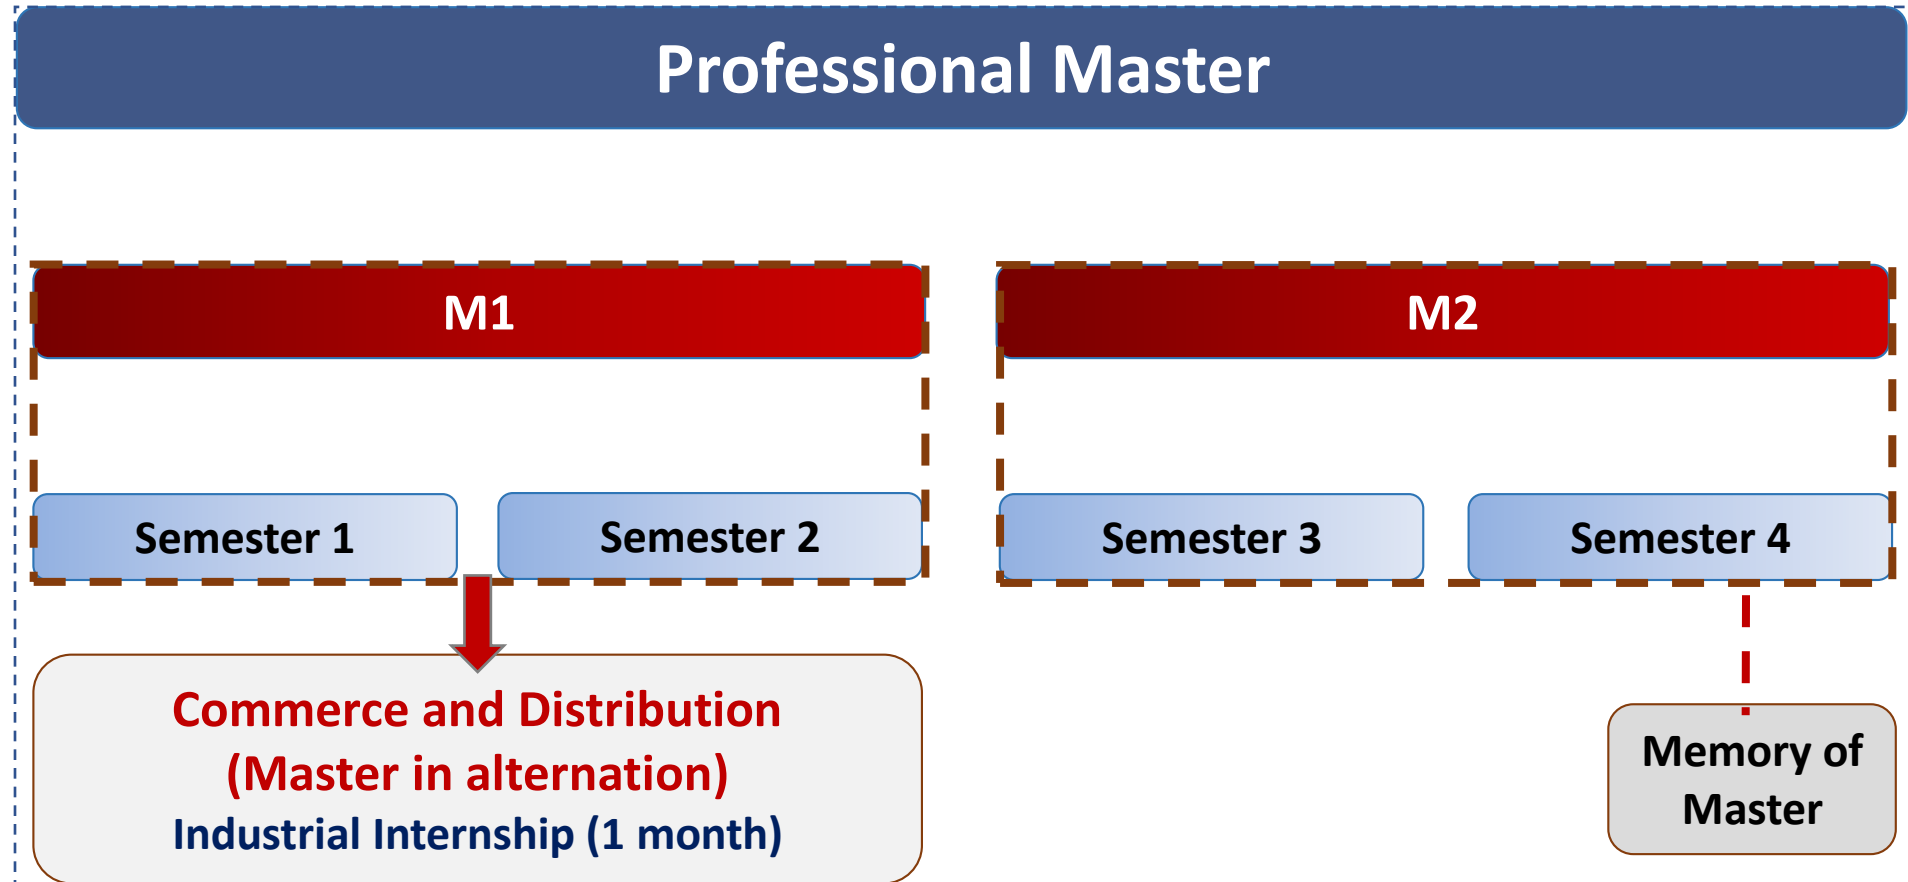 Professional Master
M1
M2
Semester 1
Semester 2
Semester 3
Semester 4
Commerce and Distribution
(Master in alternation)
Industrial Internship (1 month)
Memory of
Master